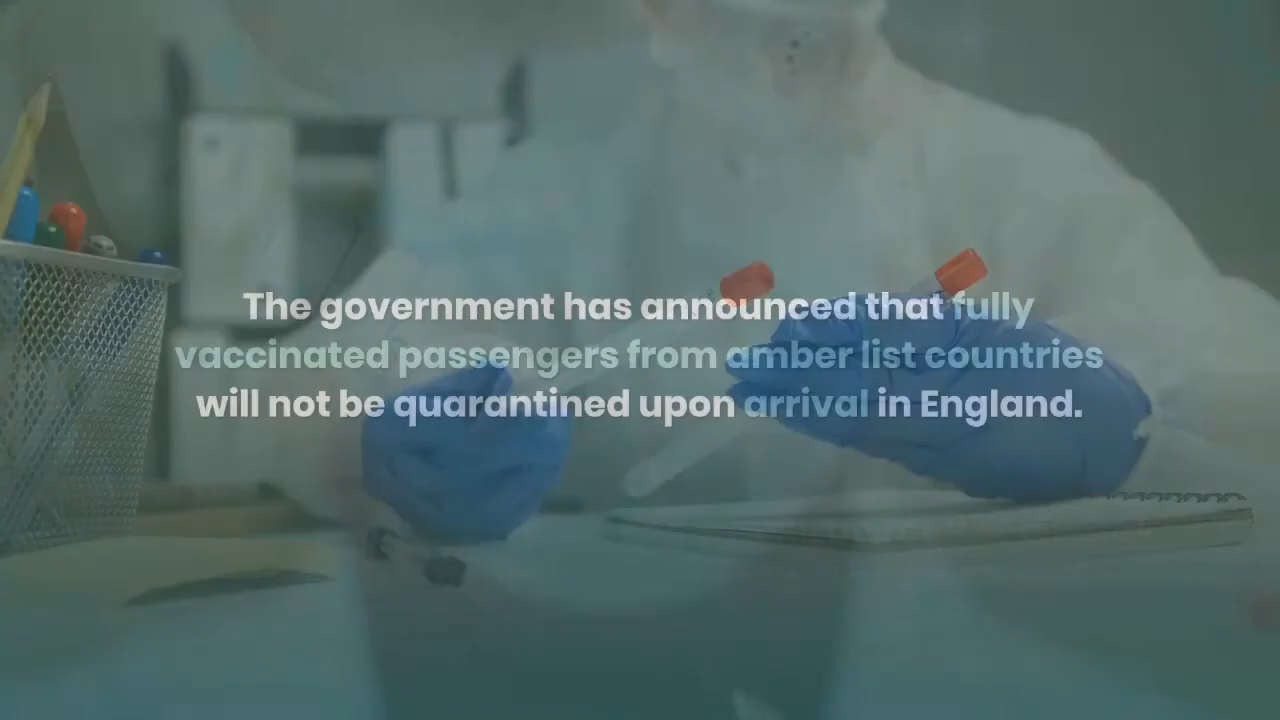 The government has announced that fully
vaccinated passengers from amber list countries
will not be quarantined upon arrival in England.